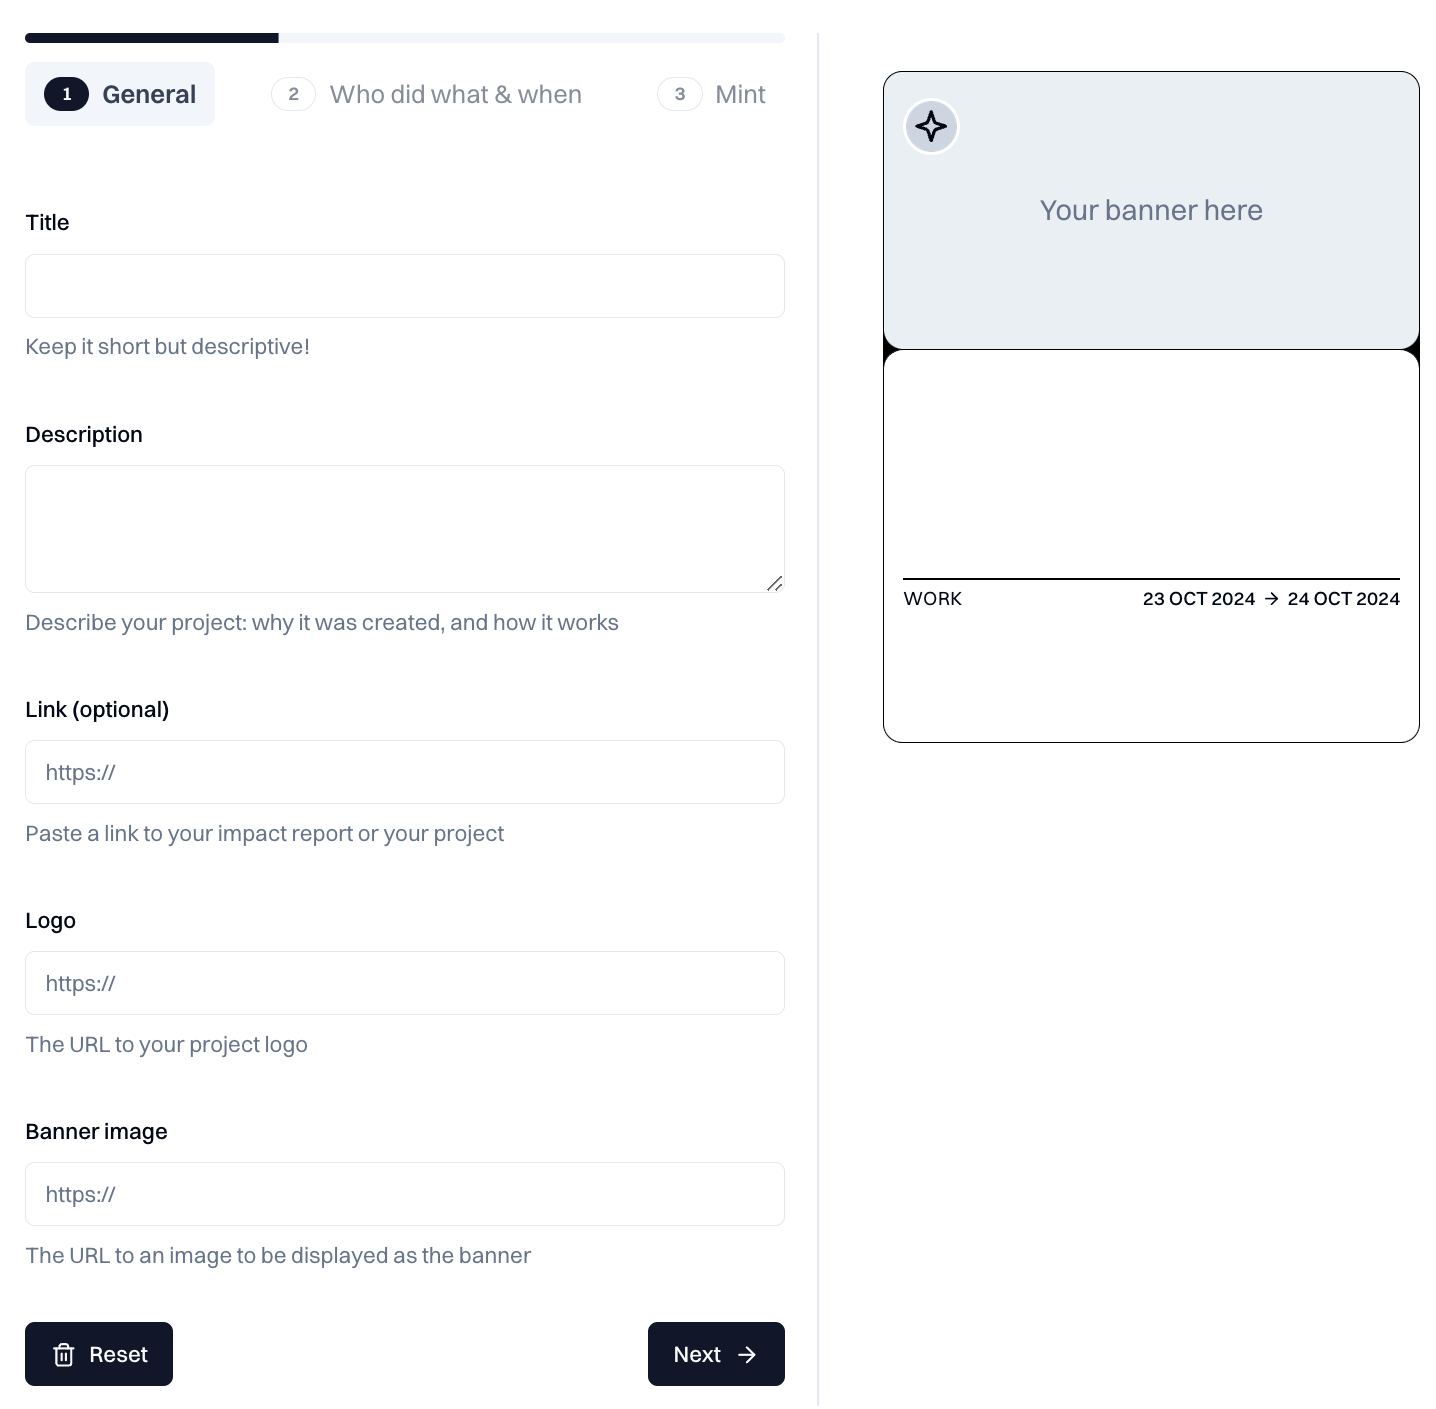 1 General
2 Who did what & when
3 Mint
Title
Keep it short but descriptive!
Description
Describe your project: why it was created, and how it works
Link (optional)
https://
Paste a link to your impact report or your project
Logo
https://
The URL to your project logo
Banner image
https://
The URL to an image to be displayed as the banner
Reset
Next →
Your banner here
WORK
23 OCT 2024 → 24 OCT 2024